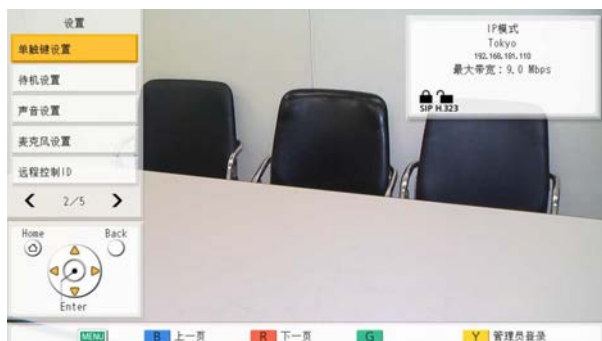 设置
单触键设置
待机设置
声音设置
麦克风设置
远程控制ID
2/5
Home
Back
Enter
IP模式
Tokyo
192.168.181.110
最大带宽：9.0 Mbps
SIP H.323
MENU
B 上一页
R 下一页
G
Y 管理员登录